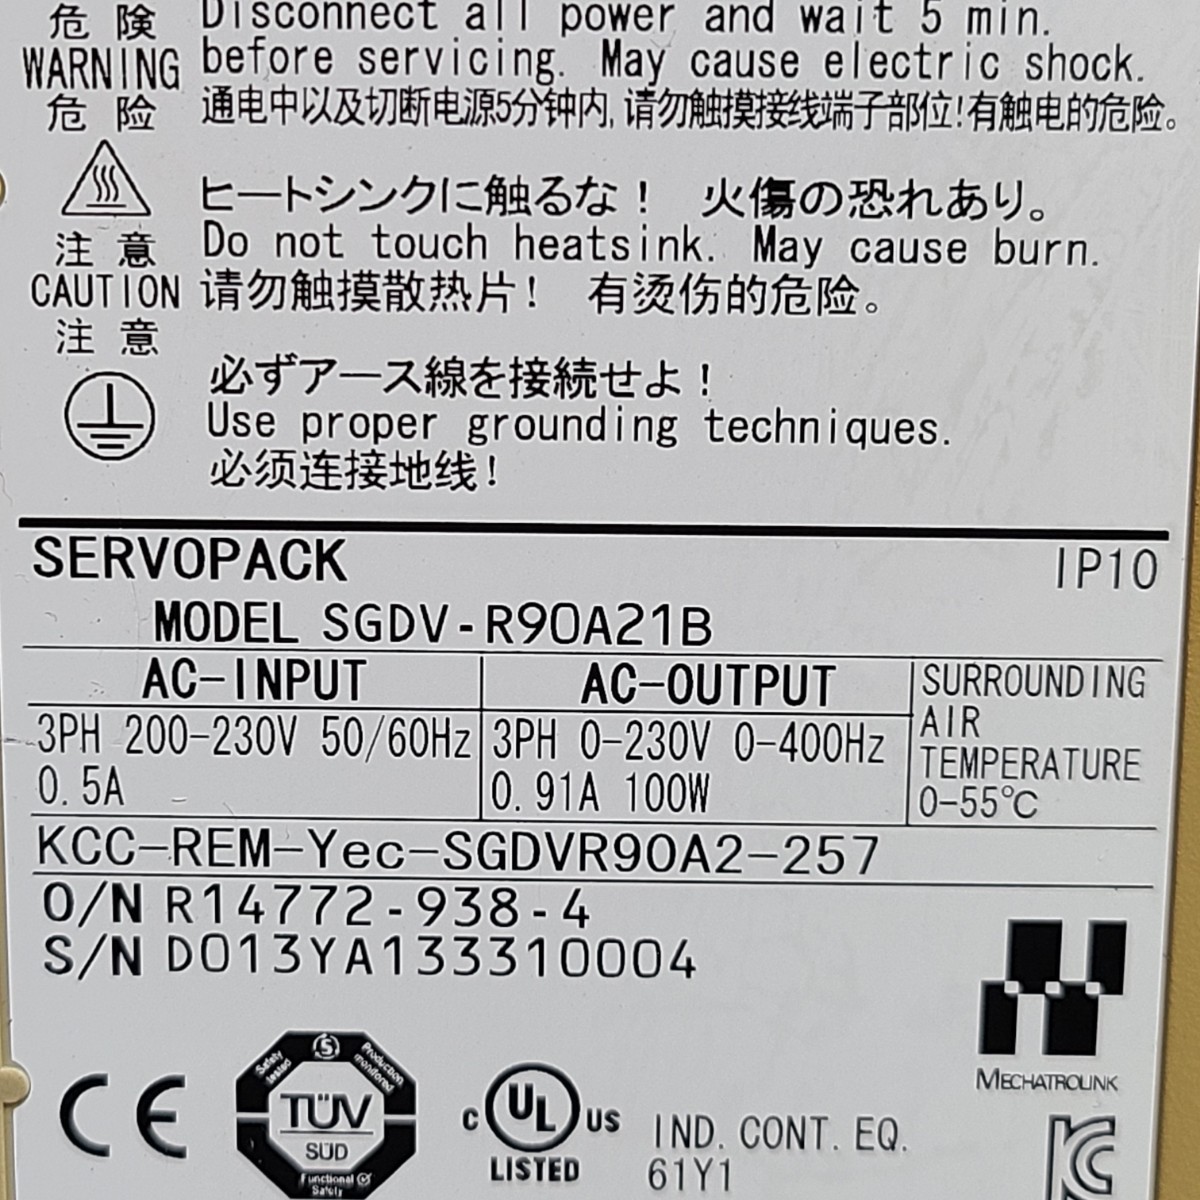 危 険
Disconnect all power and wait 5 min.
WARNING
before servicing. May cause electric shock.
危 险
通电中以及切断电源5分钟内,请勿触摸接线端子部位!有触电的危险。
ヒートシンクに触るな! 火傷の恐れあり。
注 意
Do not touch heatsink. May cause burn.
CAUTION
请勿触摸散热片! 有烫伤的危险。
注 意
必ずアース線を接続せよ!
Use proper grounding techniques.
必须连接地线!
SERVOPACK
IP10
MODEL SGDV-R90A21B
AC-INPUT
3PH 200-230V 50/60Hz
0.5A
AC-OUTPUT
3PH 0-230V 0-400Hz
0.91A 100W
SURROUNDING
AIR
TEMPERATURE
0-55℃
KCC-REM-Yec-SGDVR90A2-257
O/N R14772-938-4
S/N D013YA133310004
MECHATROLINK
CE
Safety tested
S
Production monitored
TÜV
SÜD
Functional Safety
C UL US
LISTED
IND. CONT. EQ.
61Y1